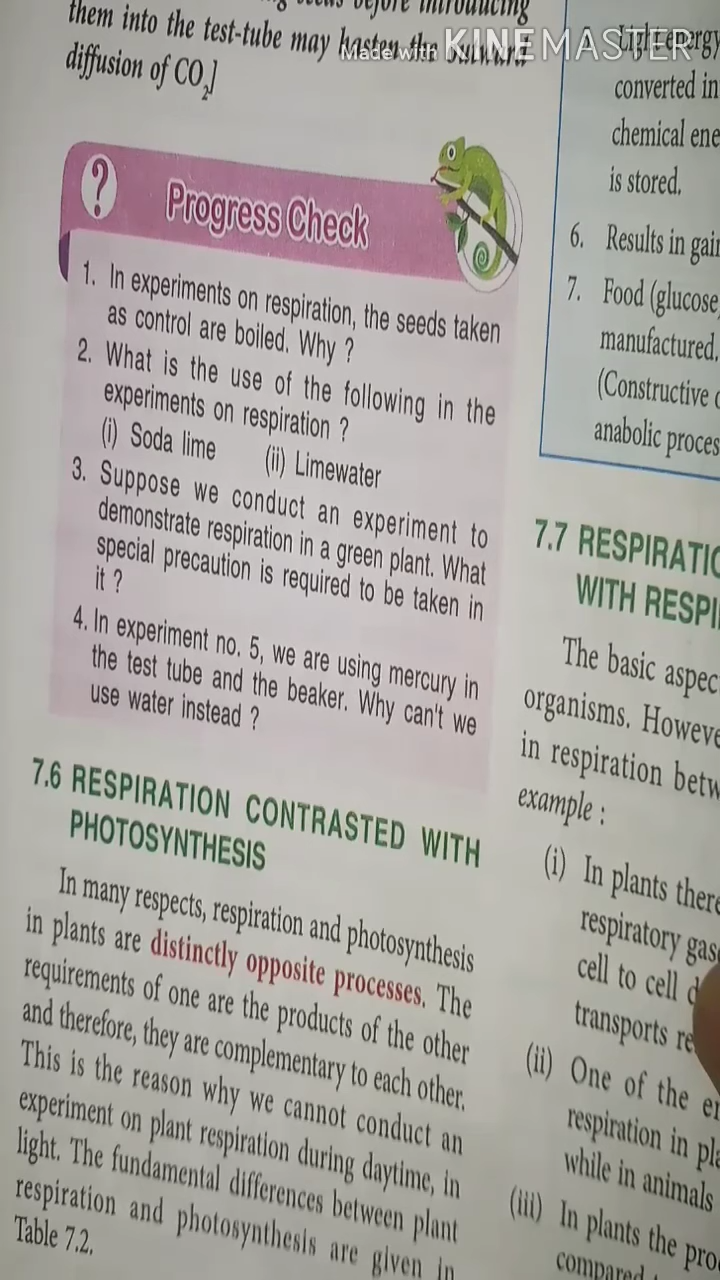 before introducing
them into the test-tube may hasten the outward
diffusion of CO₂]
Made with KINEMASTER
?
Progress Check
1. In experiments on respiration, the seeds taken
as control are boiled. Why ?
2. What is the use of the following in the
experiments on respiration ?
(i) Soda lime (ii) Limewater
3. Suppose we conduct an experiment to
demonstrate respiration in a green plant. What
special precaution is required to be taken in
it ?
4. In experiment no. 5, we are using mercury in
the test tube and the beaker. Why can't we
use water instead ?
7.6 RESPIRATION CONTRASTED WITH
PHOTOSYNTHESIS
In many respects, respiration and photosynthesis
in plants are distinctly opposite processes. The
requirements of one are the products of the other
and therefore, they are complementary to each other.
This is the reason why we cannot conduct an
experiment on plant respiration during daytime, in
light. The fundamental differences between plant
respiration and photosynthesis are given in
Table 7.2.
Light energy
converted in
chemical ene
is stored.
6. Results in gai
7. Food (glucose,
manufactured.
(Constructive
anabolic proces
7.7 RESPIRATIO
WITH RESPI
The basic aspec
organisms. Howeve
in respiration betw
example :
(i) In plants there
respiratory gas
cell to cell d
transports re
(ii) One of the
respiration in pla
while in animals
(iii) In plants the pro
compared